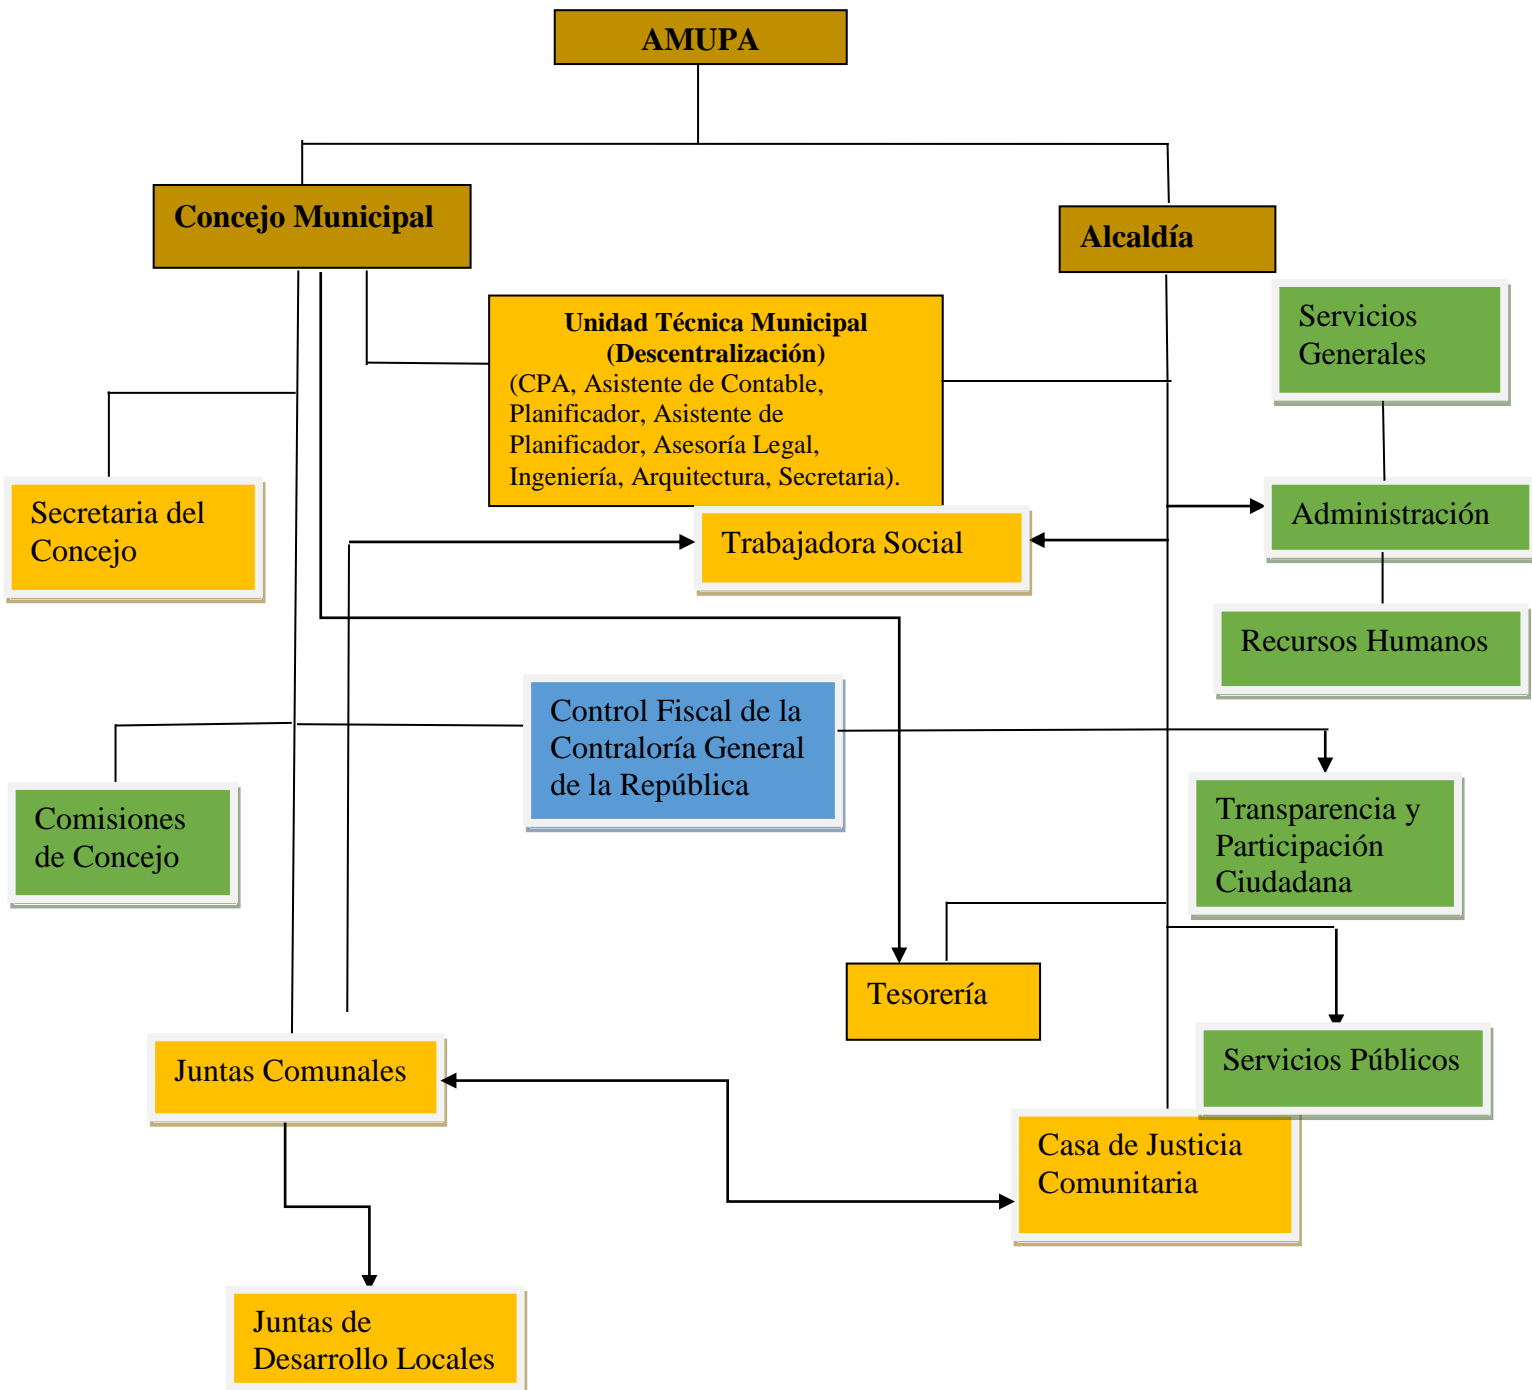 AMUPA
Concejo Municipal
Alcaldía
Unidad Técnica Municipal
(Descentralización)
(CPA, Asistente de Contable,
Planificador, Asistente de
Planificador, Asesoría Legal,
Ingeniería, Arquitectura, Secretaria).
Servicios
Generales
Secretaria del
Concejo
Trabajadora Social
Administración
Recursos Humanos
Control Fiscal de la
Contraloría General
de la República
Comisiones
de Concejo
Transparencia y
Participación
Ciudadana
Tesorería
Juntas Comunales
Servicios Públicos
Casa de Justicia
Comunitaria
Juntas de
Desarrollo Locales